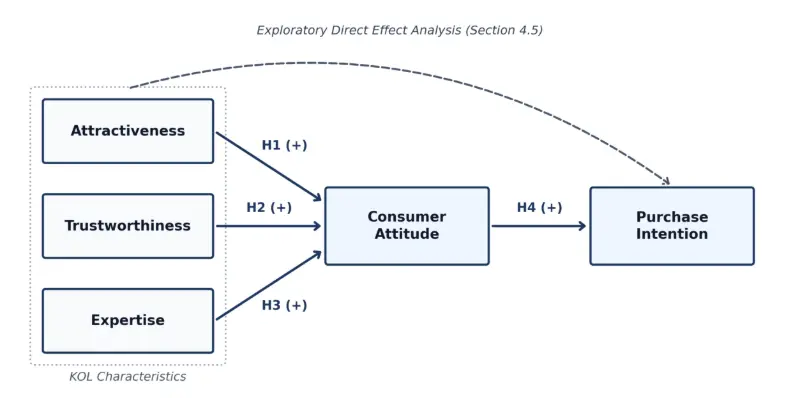 Exploratory Direct Effect Analysis (Section 4.5)
Attractiveness
H1 (+)
Trustworthiness
H2 (+)
Consumer
Attitude
H4 (+)
Purchase
Intention
H3 (+)
Expertise
KOL Characteristics